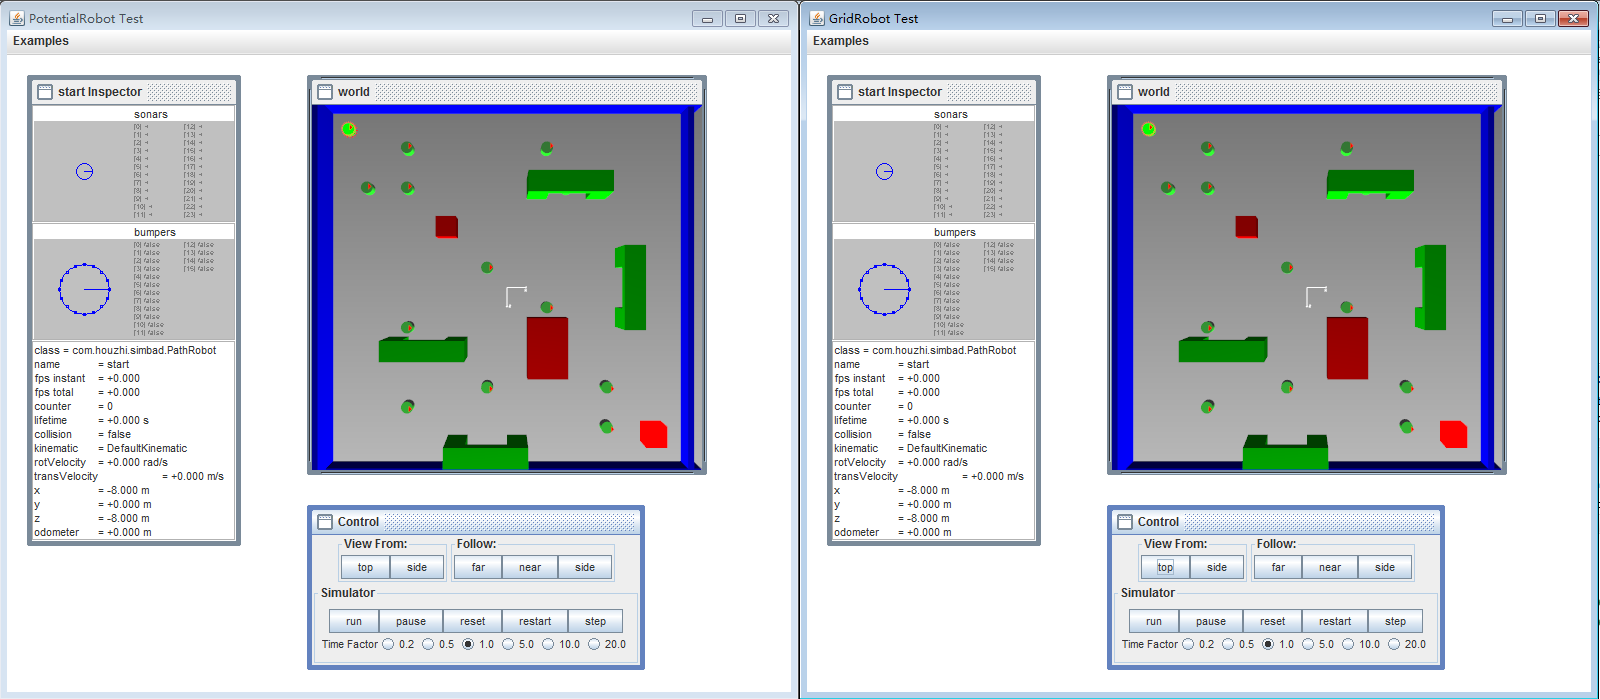 PotentialRobot Test
Examples
start Inspector
sonars
[0] [12]
[1] [13]
[2] [14]
[3] [15]
[4] [16]
[5] [17]
[6] [18]
[7] [19]
[8] [20]
[9] [21]
[10] [22]
[11] [23]
bumpers
[0] false [12] false
[1] false [13] false
[2] false [14] false
[3] false [15] false
[4] false
[5] false
[6] false
[7] false
[8] false
[9] false
[10] false
[11] false
class = com.houzhi.simbad.PathRobot
name = start
fps instant = +0.000
fps total = +0.000
counter = 0
lifetime = +0.000 s
collision = false
kinematic = DefaultKinematic
rotVelocity = +0.000 rad/s
transVelocity = +0.000 m/s
x = -8.000 m
y = +0.000 m
z = -8.000 m
odometer = +0.000 m
world
Control
View From: Follow:
top side far near side
Simulator
run pause reset restart step
Time Factor 0.2 0.5 1.0 5.0 10.0 20.0
GridRobot Test
Examples
start Inspector
sonars
[0] [12]
[1] [13]
[2] [14]
[3] [15]
[4] [16]
[5] [17]
[6] [18]
[7] [19]
[8] [20]
[9] [21]
[10] [22]
[11] [23]
bumpers
[0] false [12] false
[1] false [13] false
[2] false [14] false
[3] false [15] false
[4] false
[5] false
[6] false
[7] false
[8] false
[9] false
[10] false
[11] false
class = com.houzhi.simbad.PathRobot
name = start
fps instant = +0.000
fps total = +0.000
counter = 0
lifetime = +0.000 s
collision = false
kinematic = DefaultKinematic
rotVelocity = +0.000 rad/s
transVelocity = +0.000 m/s
x = -8.000 m
y = +0.000 m
z = -8.000 m
odometer = +0.000 m
world
Control
View From: Follow:
top side far near side
Simulator
run pause reset restart step
Time Factor 0.2 0.5 1.0 5.0 10.0 20.0